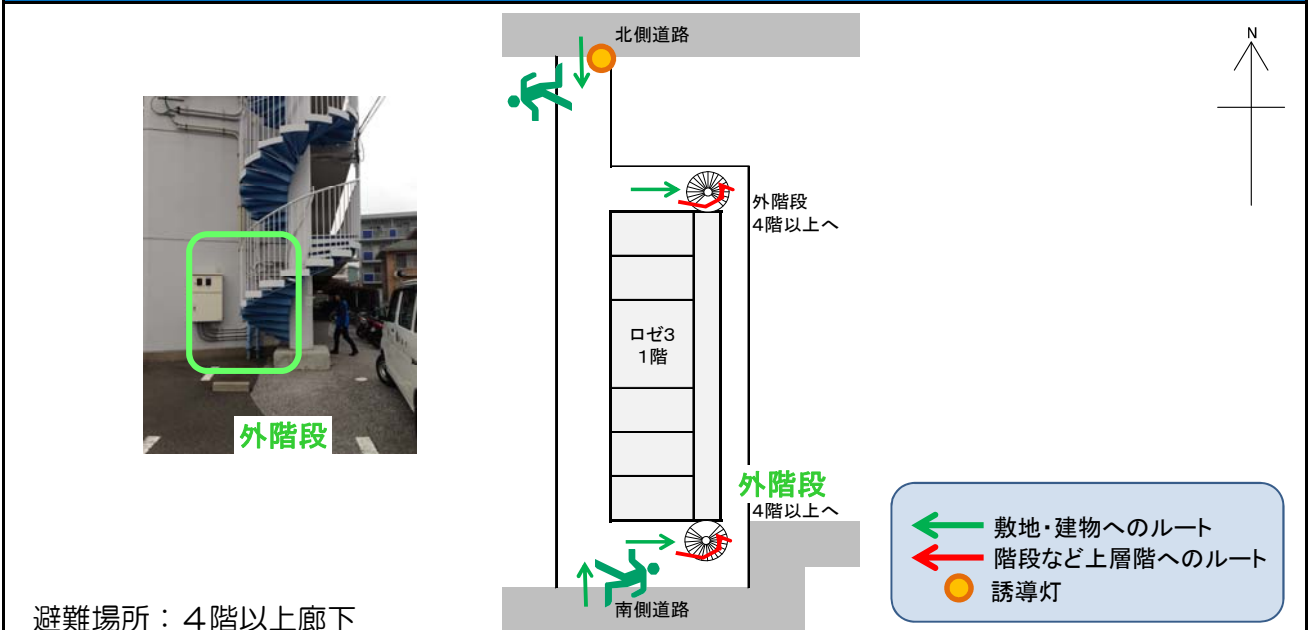 北側道路
N
外階段
4階以上へ
ロゼ3
1階
外階段
外階段
4階以上へ
敷地・建物へのルート
階段など上層階へのルート
誘導灯
南側道路
避難場所：４階以上廊下